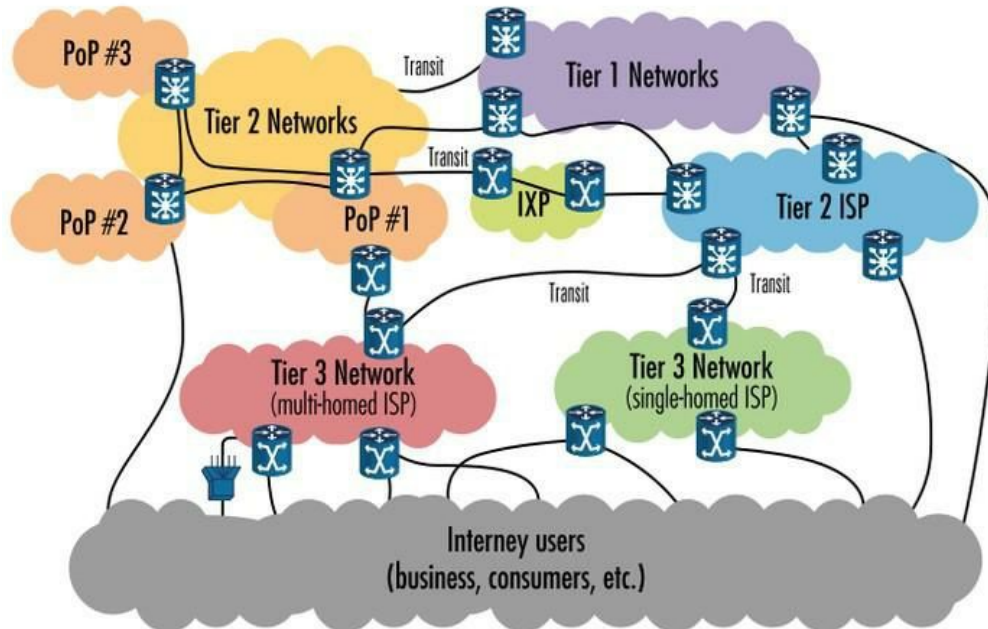 PoP #3
Transit
Tier 1 Networks
Tier 2 Networks
Transit
PoP #2
PoP #1
IXP
Tier 2 ISP
Transit
Transit
Tier 3 Network
(multi-homed ISP)
Tier 3 Network
(single-homed ISP)
Interney users
(business, consumers, etc.)